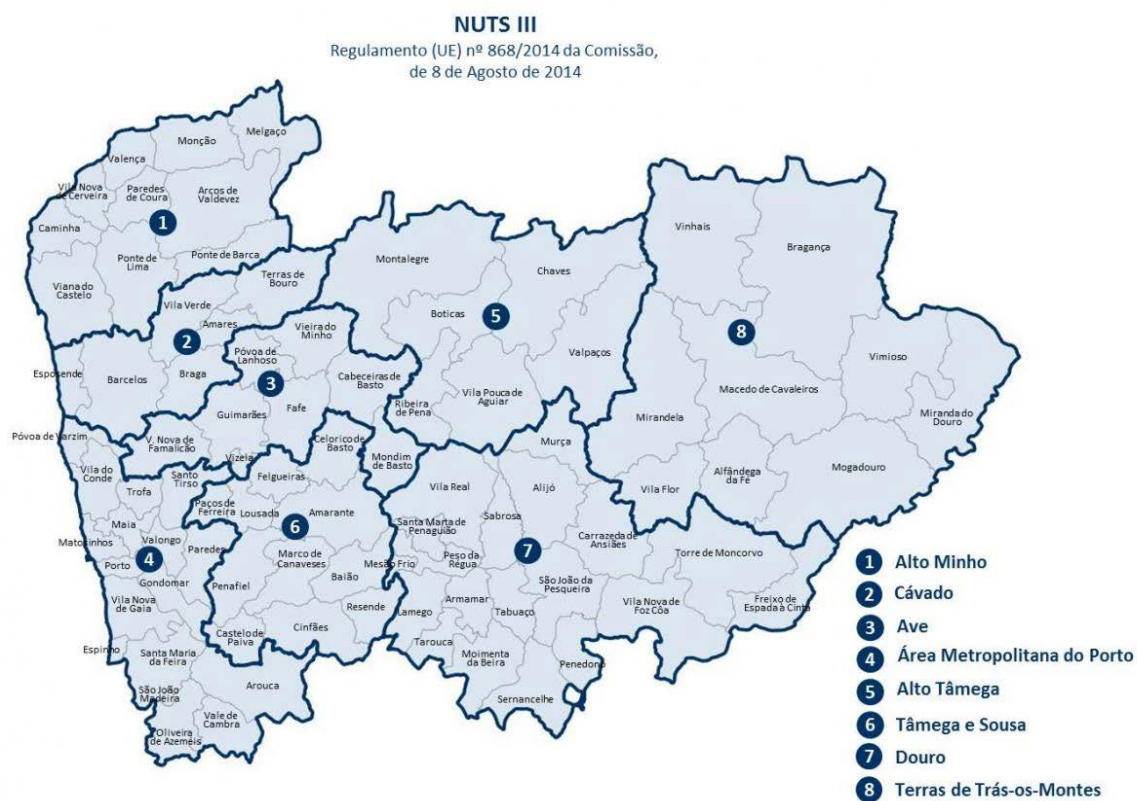 NUTS III
Regulamento (UE) nº 868/2014 da Comissão,
de 8 de Agosto de 2014
Melgaço
Monção
Valença
Vila Nova
de Cerveira
Paredes
de Coura
Arcos de
Valdevez
1
Caminha
Ponte de
Lima
Ponte de Barca
Viana do
Castelo
Terras de
Bouro
Vila Verde
Amares
2
Esposende
Barcelos
Braga
Vieira do
Minho
Póvoa de
Lanhoso
3
Cabeceiras de
Basto
Guimarães
Fafe
V. Nova de
Famalicão
Vizela
Celorico de
Basto
Mondim
de Basto
Montalegre
Chaves
Boticas
5
Valpaços
Vila Pouca de
Aguiar
Ribeira
de Pena
Vinhais
Bragança
8
Vimioso
Macedo de Cavaleiros
Mirandela
Miranda do
Douro
Mogadouro
Alfândega
da Fé
Vila Flor
Póvoa de Varzim
Vila do
Conde
Santo
Tirso
Trofa
Maia
Matosinhos
Valongo
Paredes
Porto
4
Gondomar
Vila Nova
de Gaia
Espinho
Santa Maria
da Feira
Arouca
São João
Madeira
Vale de
Cambra
Oliveira
de Azeméis
Felgueiras
Paços de
Ferreira
Lousada
Amarante
6
Marco de
Canaveses
Baião
Penafiel
Resende
Cinfães
Castelo de
Paiva
Murça
Vila Real
Alijó
Sabrosa
Santa Marta de
Penaguião
7
Carrazeda de
Ansiães
Torre de Moncorvo
Mesão Frio
Peso da
Régua
São João da
Pesqueira
Armamar
Tabuaço
Lamego
Tarouca
Moimenta
da Beira
Penedono
Sernancelhe
Vila Nova de
Foz Côa
Freixo de
Espada à Cinta
1 Alto Minho
2 Cávado
3 Ave
4 Área Metropolitana do Porto
5 Alto Tâmega
6 Tâmega e Sousa
7 Douro
8 Terras de Trás-os-Montes